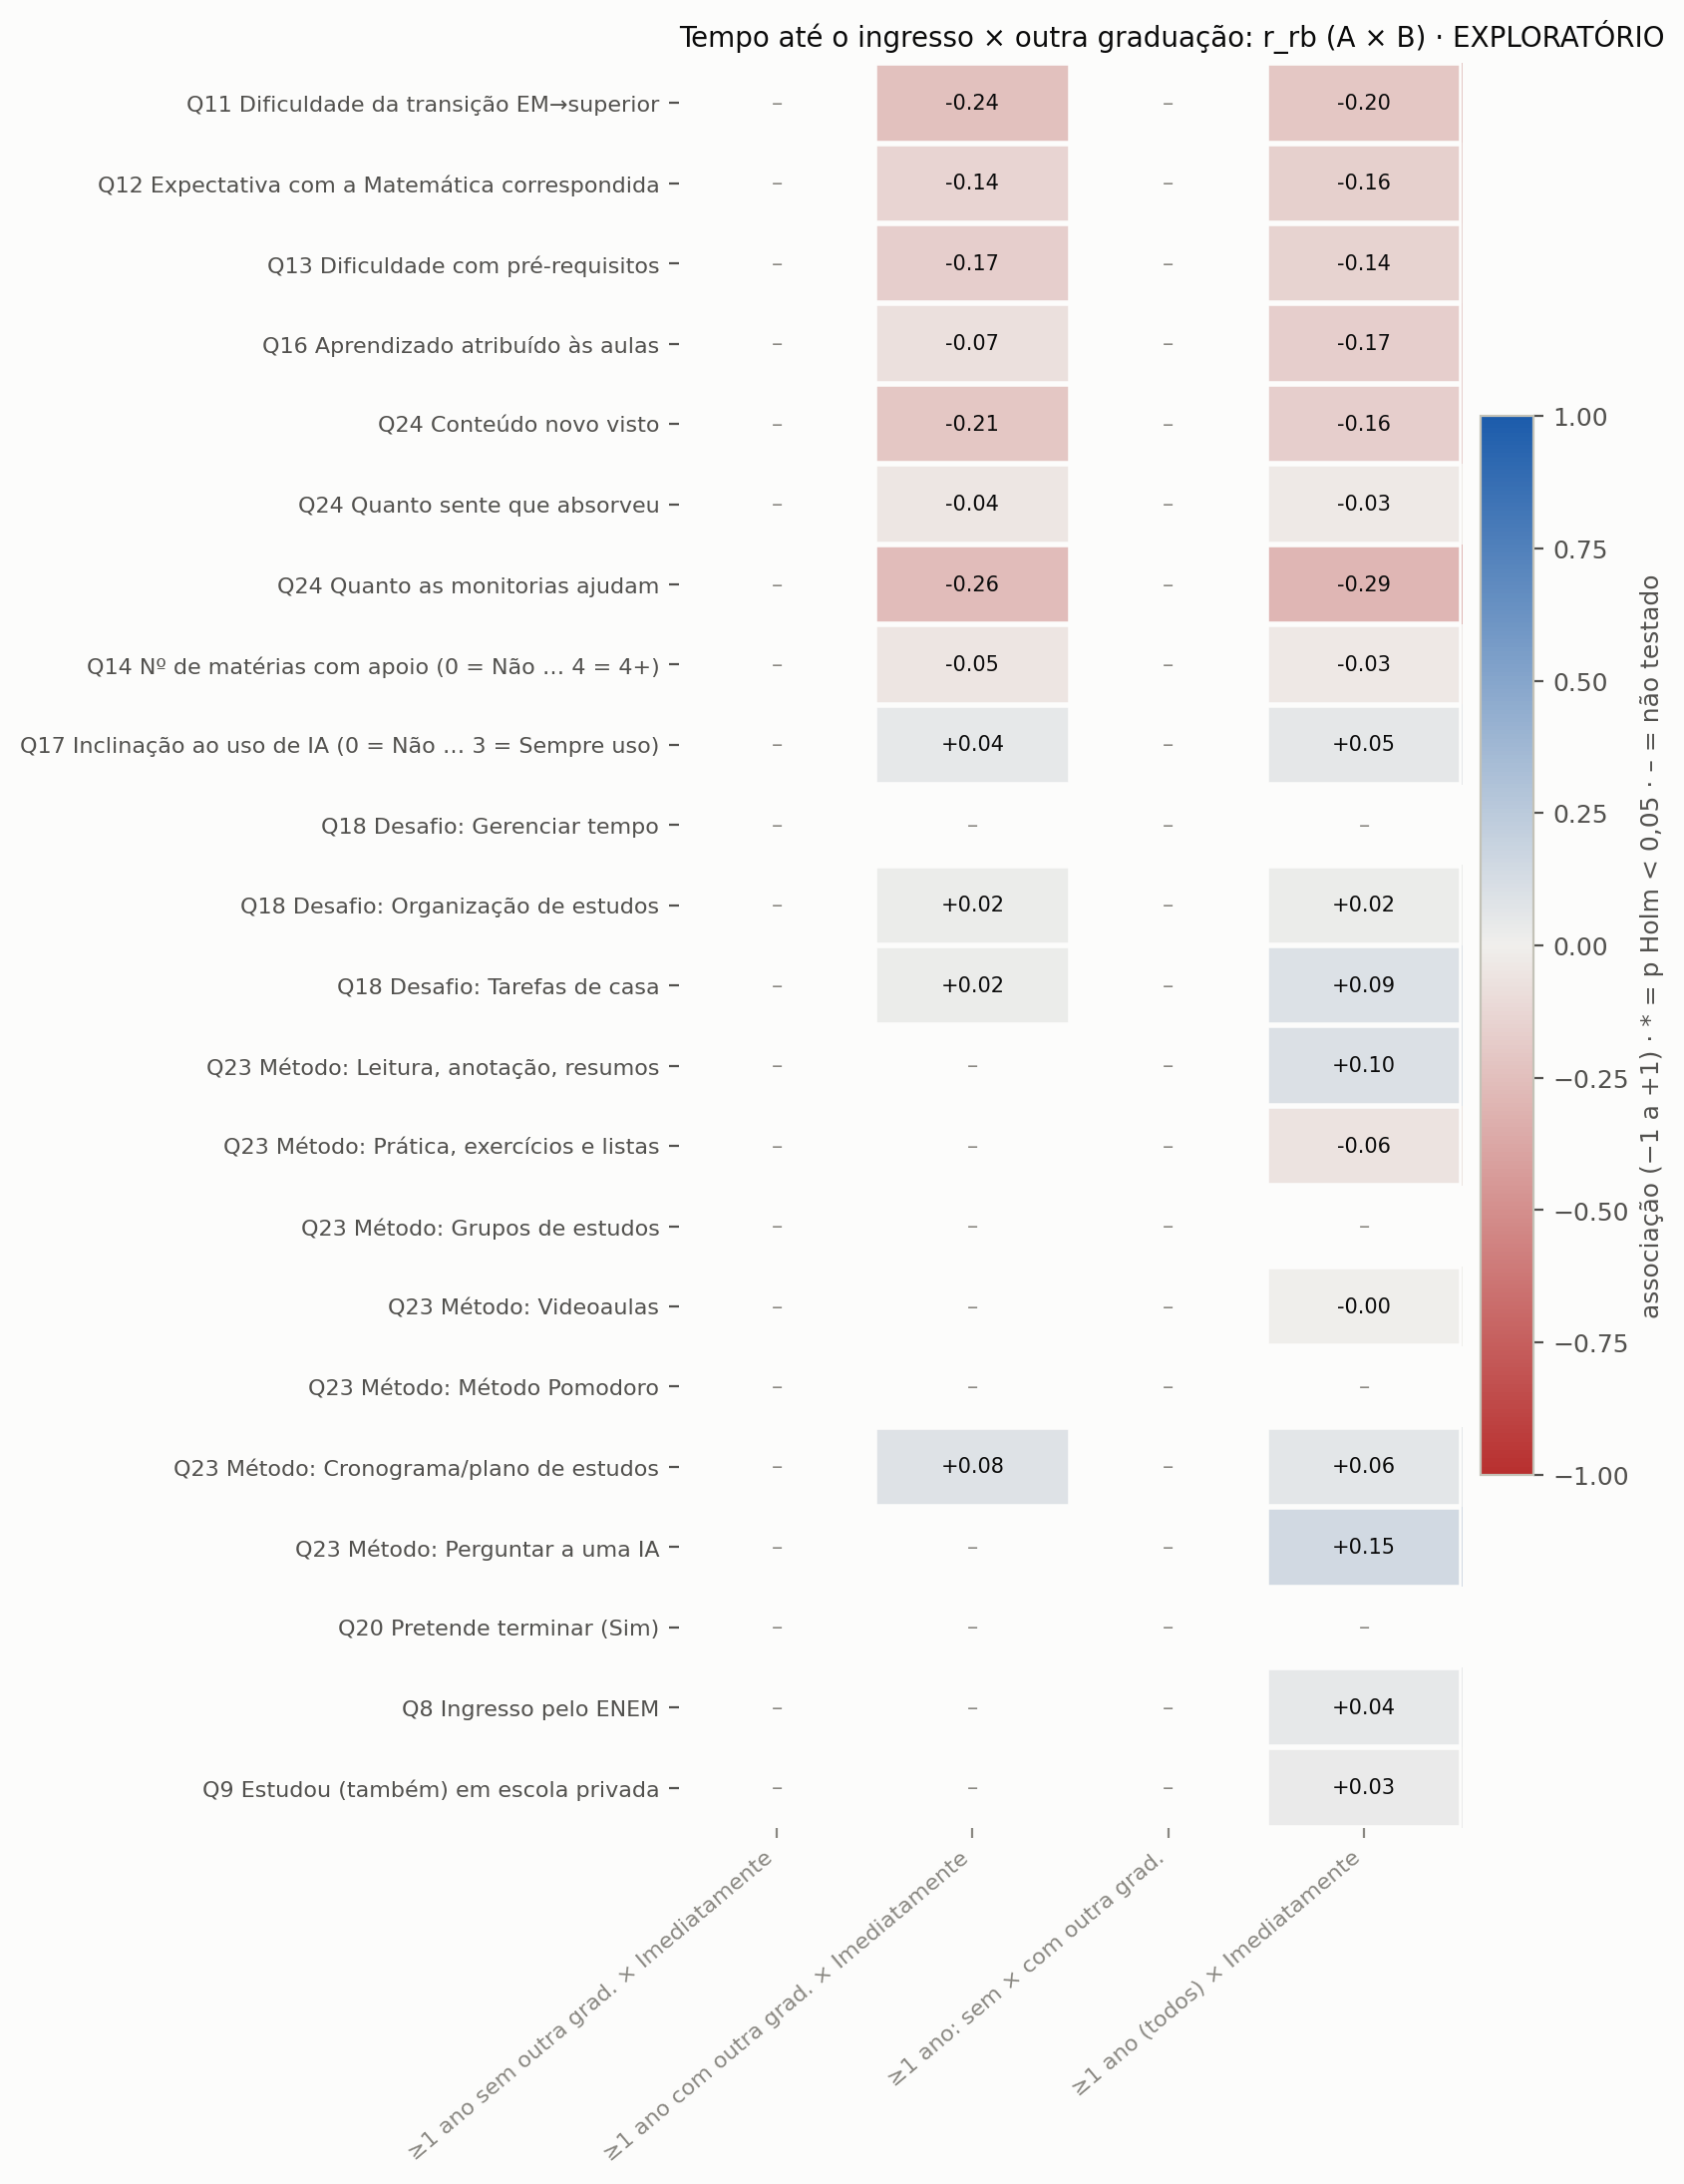 Tempo até o ingresso × outra graduação: r_rb (A × B) · EXPLORATÓRIO
Q11 Dificuldade da transição EM→superior – -0.24 – -0.20
Q12 Expectativa com a Matemática correspondida – -0.14 – -0.16
Q13 Dificuldade com pré-requisitos – -0.17 – -0.14
Q16 Aprendizado atribuído às aulas – -0.07 – -0.17
Q24 Conteúdo novo visto – -0.21 – -0.16
Q24 Quanto sente que absorveu – -0.04 – -0.03
Q24 Quanto as monitorias ajudam – -0.26 – -0.29
Q14 Nº de matérias com apoio (0 = Não ... 4 = 4+) – -0.05 – -0.03
Q17 Inclinação ao uso de IA (0 = Não ... 3 = Sempre uso) – +0.04 – +0.05
Q18 Desafio: Gerenciar tempo – – – –
Q18 Desafio: Organização de estudos – +0.02 – +0.02
Q18 Desafio: Tarefas de casa – +0.02 – +0.09
Q23 Método: Leitura, anotação, resumos – – – +0.10
Q23 Método: Prática, exercícios e listas – – – -0.06
Q23 Método: Grupos de estudos – – – –
Q23 Método: Videoaulas – – – -0.00
Q23 Método: Método Pomodoro – – – –
Q23 Método: Cronograma/plano de estudos – +0.08 – +0.06
Q23 Método: Perguntar a uma IA – – – +0.15
Q20 Pretende terminar (Sim) – – – –
Q8 Ingresso pelo ENEM – – – +0.04
Q9 Estudou (também) em escola privada – – – +0.03
≥1 ano sem outra grad. × Imediatamente
≥1 ano com outra grad. × Imediatamente
≥1 ano: sem × com outra grad.
≥1 ano (todos) × Imediatamente
1.00
0.75
0.50
0.25
0.00
−0.25
−0.50
−0.75
−1.00
associação (−1 a +1) · * = p Holm < 0,05 · – = não testado